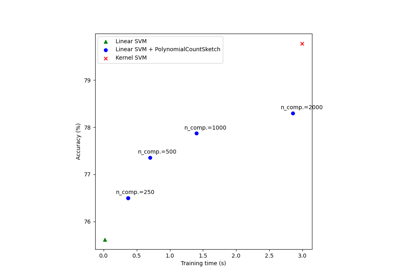 Linear SVM
Linear SVM + PolynomialCountSketch
Kernel SVM
79
n_comp.=2000
n_comp.=1000
78
n_comp.=500
77
n_comp.=250
76
Accuracy (%)
0.0 0.5 1.0 1.5 2.0 2.5 3.0
Training time (s)